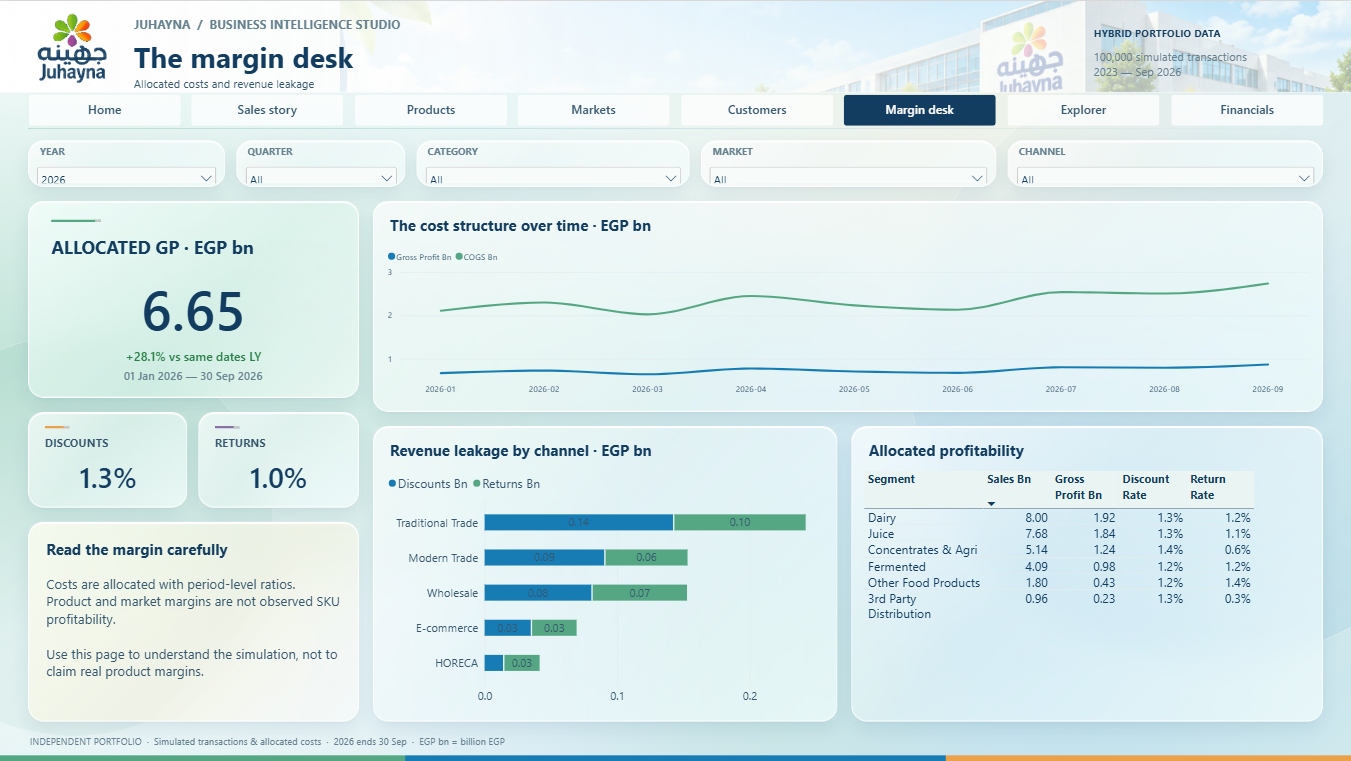 جهينه
Juhayna
JUHAYNA / BUSINESS INTELLIGENCE STUDIO
The margin desk
Allocated costs and revenue leakage
جهينه
Juhayna
HYBRID PORTFOLIO DATA
100,000 simulated transactions
2023 — Sep 2026
Home
Sales story
Products
Markets
Customers
Margin desk
Explorer
Financials
YEAR
2026
QUARTER
All
CATEGORY
All
MARKET
All
CHANNEL
All
ALLOCATED GP · EGP bn
6.65
+28.1% vs same dates LY
01 Jan 2026 — 30 Sep 2026
The cost structure over time · EGP bn
Gross Profit Bn COGS Bn
3
2
1
2026-01 2026-02 2026-03 2026-04 2026-05 2026-06 2026-07 2026-08 2026-09
DISCOUNTS
1.3%
RETURNS
1.0%
Read the margin carefully
Costs are allocated with period-level ratios.
Product and market margins are not observed SKU
profitability.
Use this page to understand the simulation, not to
claim real product margins.
Revenue leakage by channel · EGP bn
Discounts Bn Returns Bn
Traditional Trade 0.14 0.10
Modern Trade 0.09 0.06
Wholesale 0.08 0.07
E-commerce 0.03 0.03
HORECA 0.03
0.0 0.1 0.2
Allocated profitability
Segment Sales Bn Gross Profit Bn Discount Rate Return Rate
Dairy 8.00 1.92 1.3% 1.2%
Juice 7.68 1.84 1.3% 1.1%
Concentrates & Agri 5.14 1.24 1.4% 0.6%
Fermented 4.09 0.98 1.2% 1.2%
Other Food Products 1.80 0.43 1.2% 1.4%
3rd Party 0.96 0.23 1.3% 0.3%
Distribution
INDEPENDENT PORTFOLIO · Simulated transactions & allocated costs · 2026 ends 30 Sep · EGP bn = billion EGP